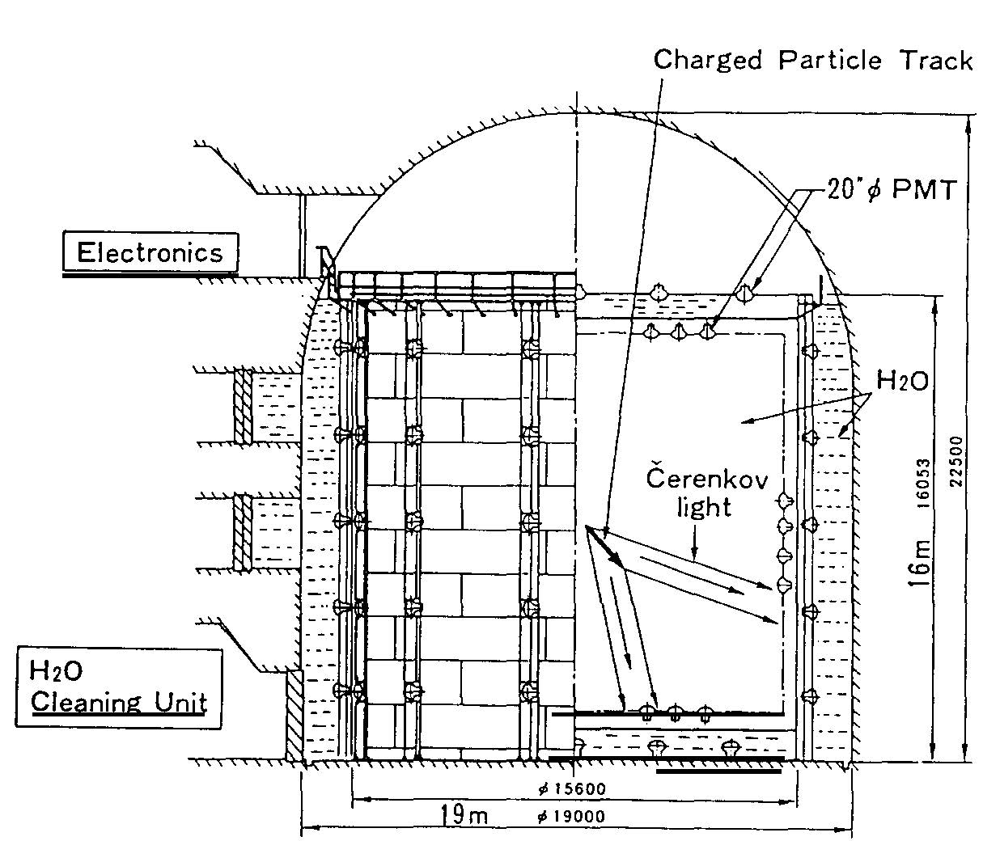 Charged Particle Track
20"φ PMT
Electronics
H2O
Čerenkov
light
16m 16053
22500
H2O
Cleaning Unit
φ15600
19m φ19000